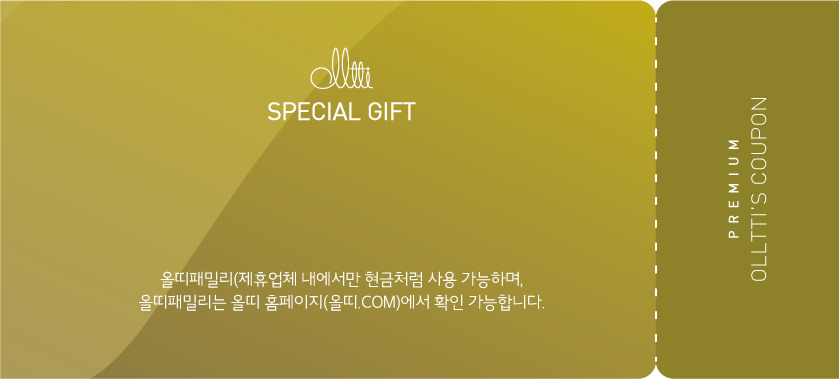 Olltti
SPECIAL GIFT
올띠패밀리(제휴업체 내에서만 현금처럼 사용 가능하며,
올띠패밀리는 올띠 홈페이지(올띠.COM)에서 확인 가능합니다.
PREMIUM
OLLTTI'S COUPON